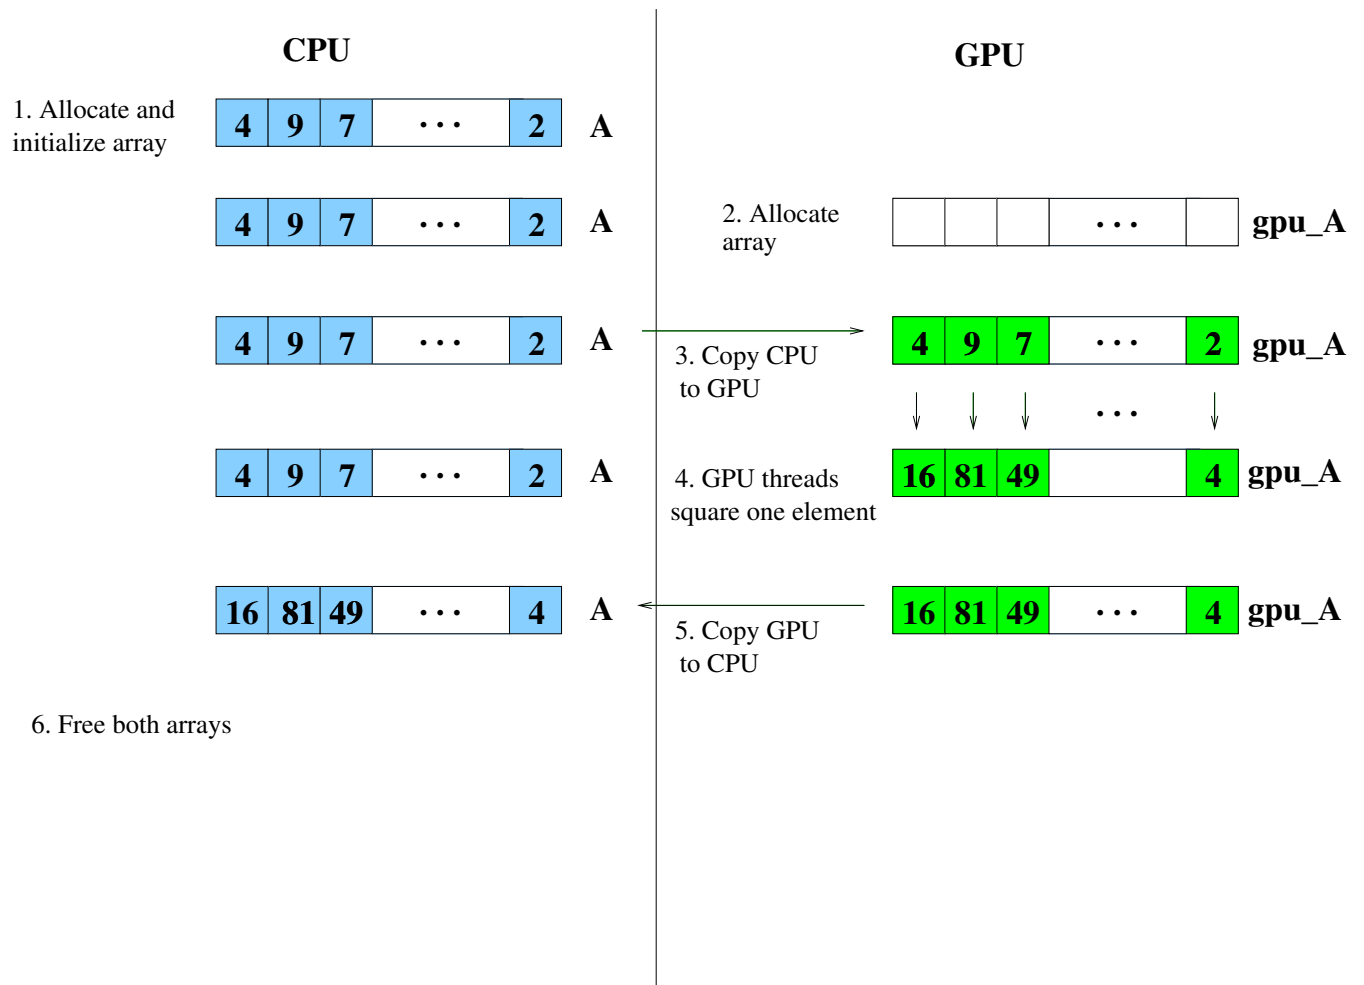 CPU
GPU
1. Allocate and
initialize array
4 9 7 ... 2 A
4 9 7 ... 2 A
2. Allocate
array
... gpu_A
4 9 7 ... 2 A
3. Copy CPU
to GPU
4 9 7 ... 2 gpu_A
...
4 9 7 ... 2 A
4. GPU threads
square one element
16 81 49 4 gpu_A
16 81 49 ... 4 A
5. Copy GPU
to CPU
16 81 49 ... 4 gpu_A
6. Free both arrays